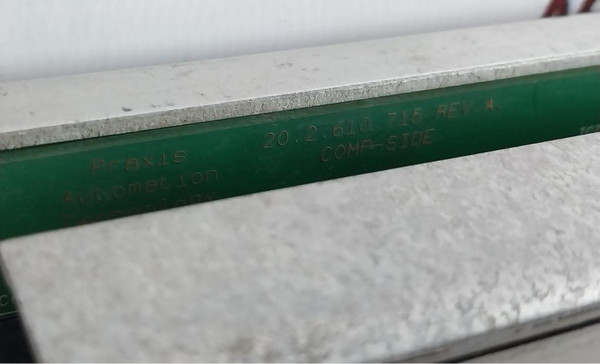 Praxis
Automation
20.2.610.716 REV.4.
COMP-SIDE